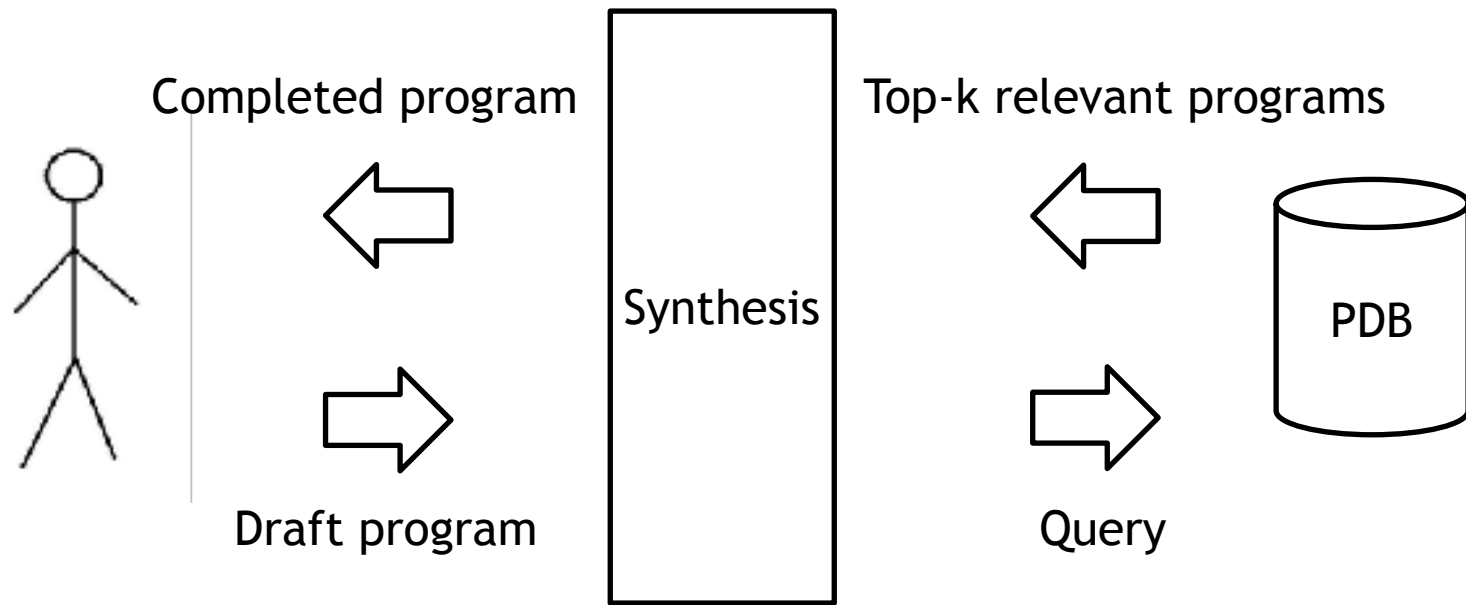 Completed program
Top-k relevant programs
Synthesis
PDB
Draft program
Query